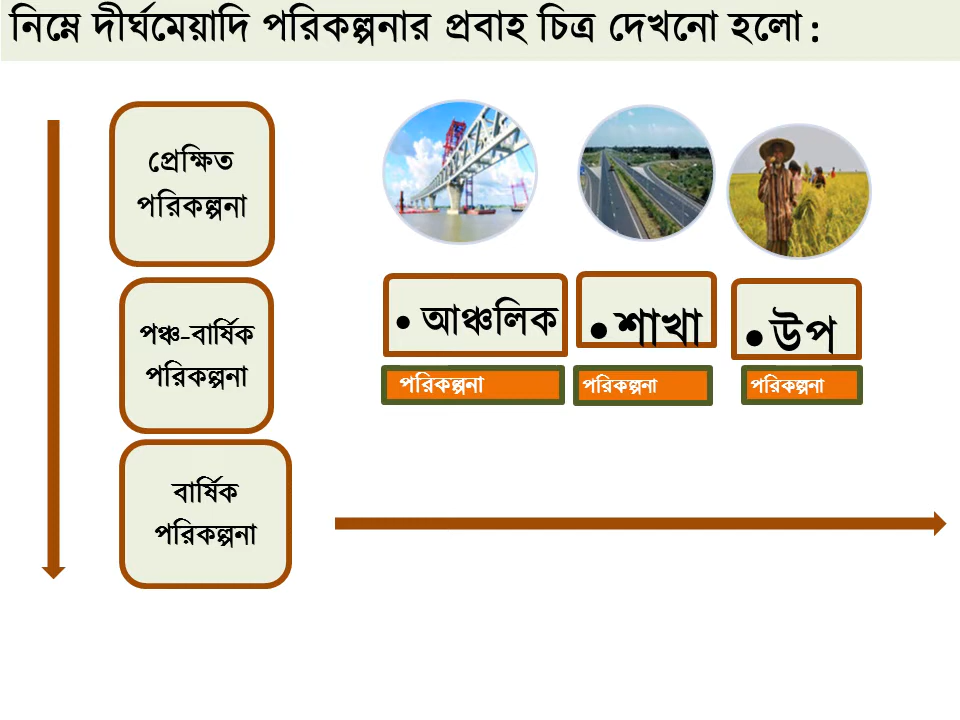 নিম্নে দীর্ঘমেয়াদি পরিকল্পনার প্রবাহ চিত্র দেখনো হলো :
প্রেক্ষিত
পরিকল্পনা
পঞ্চ-বার্ষিক
পরিকল্পনা
বার্ষিক
পরিকল্পনা
• আঞ্চলিক
পরিকল্পনা
• শাখা
পরিকল্পনা
• উপ
পরিকল্পনা